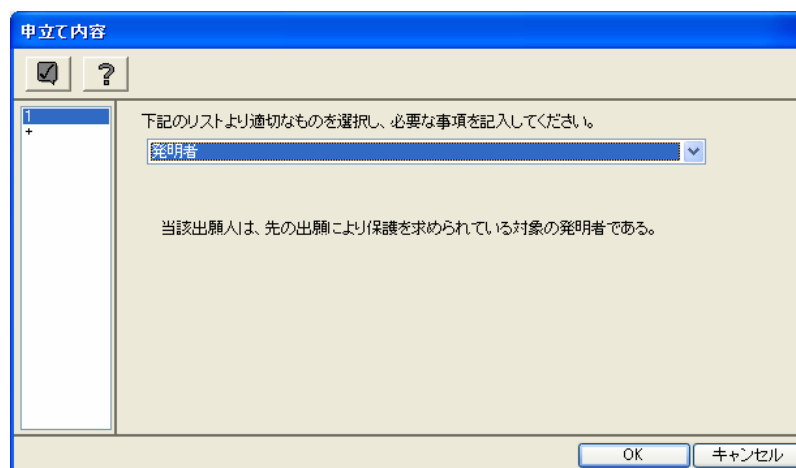 申立て内容
?
1
+
下記のリストより適切なものを選択し、必要な事項を記入してください。
発明者
当該出願人は、先の出願により保護を求められている対象の発明者である。
OK
キャンセル